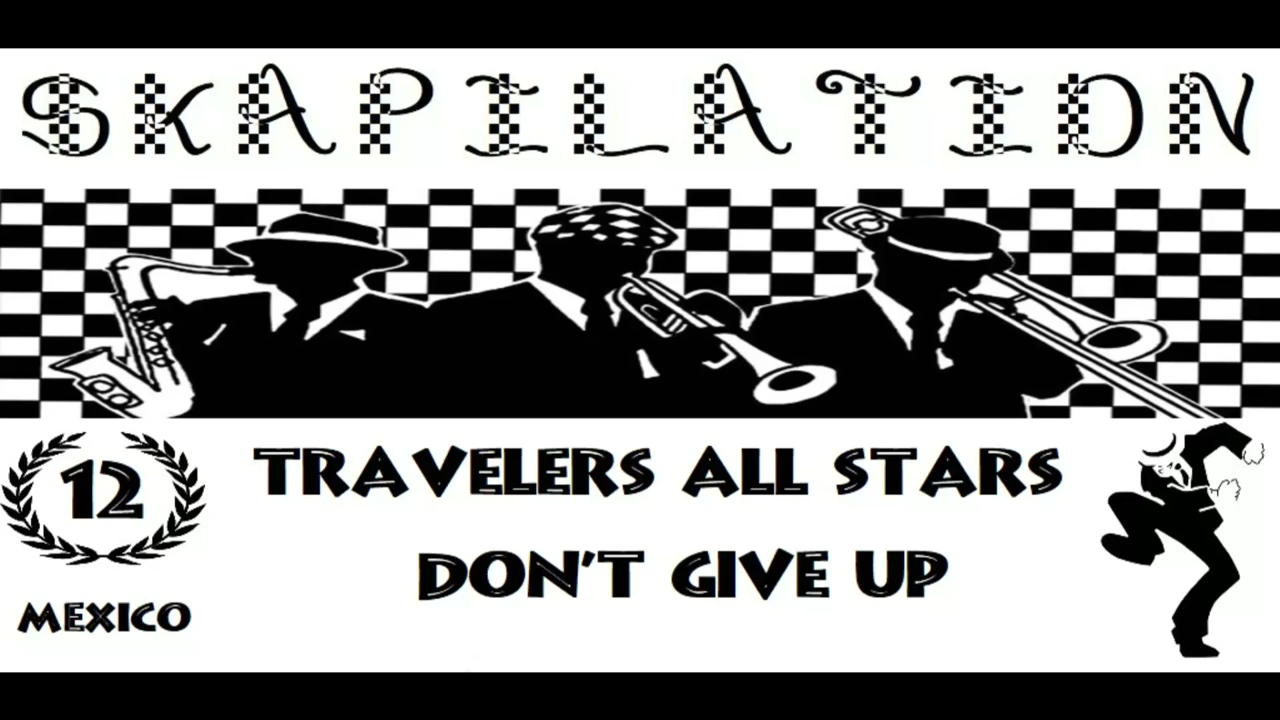 SKAPILATION
12
TRAVELERS ALL STARS
DON'T GIVE UP
MEXICO